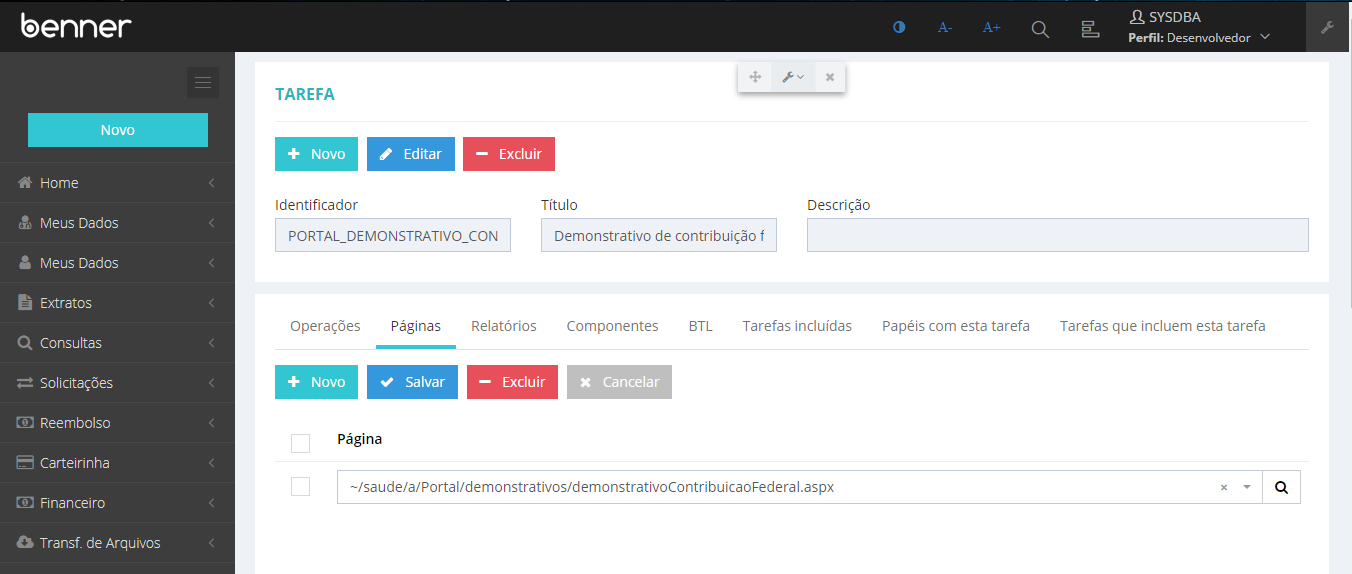 benner
A-
A+
SYSDBA
Perfil: Desenvolvedor
Novo
Home
Meus Dados
Meus Dados
Extratos
Consultas
Solicitações
Reembolso
Carteirinha
Financeiro
Transf. de Arquivos
TAREFA
Novo
Editar
Excluir
Identificador
Título
Descrição
PORTAL_DEMONSTRATIVO_CON
Demonstrativo de contribuição f
Operações
Páginas
Relatórios
Componentes
BTL
Tarefas incluídas
Papéis com esta tarefa
Tarefas que incluem esta tarefa
Novo
Salvar
Excluir
Cancelar
Página
~/saude/a/Portal/demonstrativos/demonstrativoContribuicaoFederal.aspx